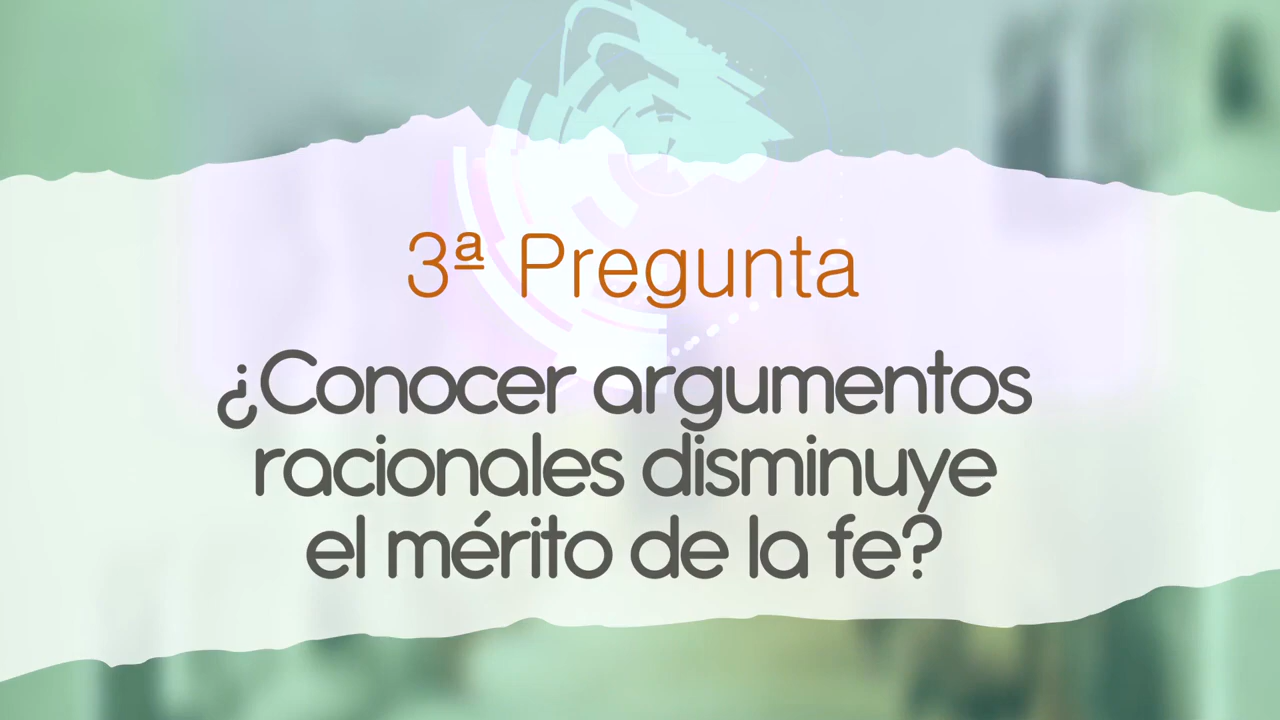 3ª Pregunta
¿Conocer argumentos
racionales disminuye
el mérito de la fe?